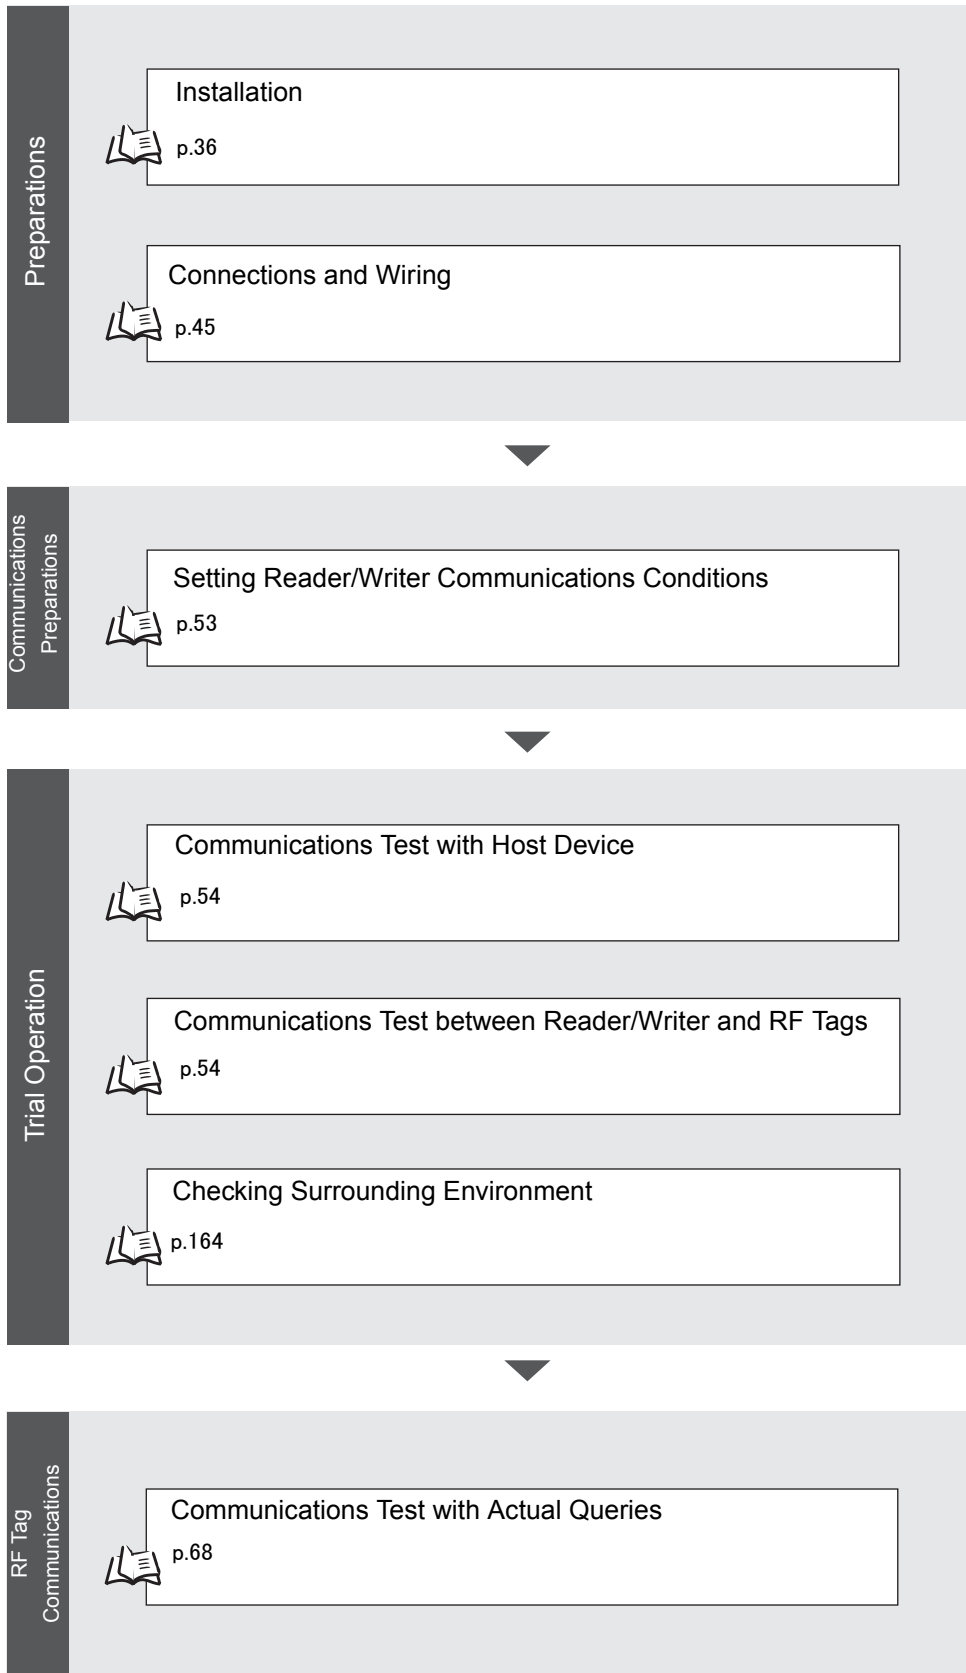 Preparations
Installation
p.36
Connections and Wiring
p.45
Communications
Preparations
Setting Reader/Writer Communications Conditions
p.53
Trial Operation
Communications Test with Host Device
p.54
Communications Test between Reader/Writer and RF Tags
p.54
Checking Surrounding Environment
p.164
RF Tag
Communications
Communications Test with Actual Queries
p.68